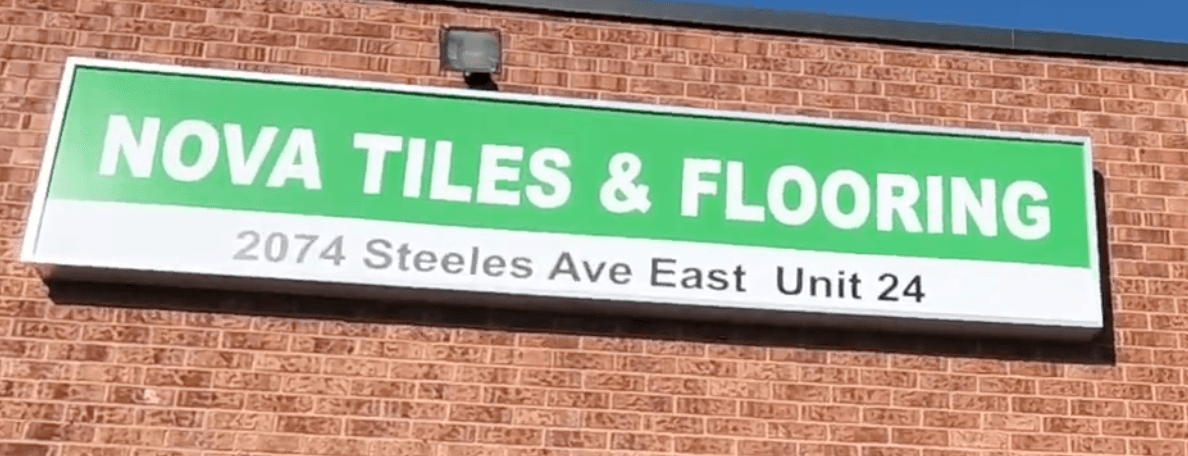 NOVA TILES & FLOORING
2074 Steeles Ave East Unit 24